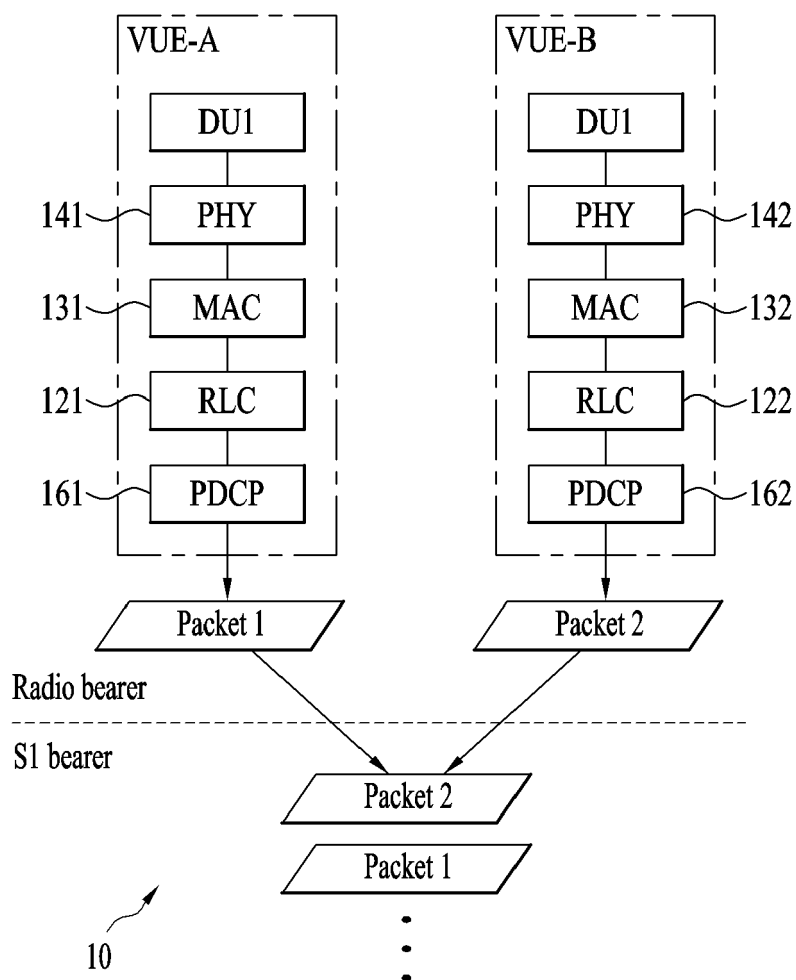 VUE-A VUE-B
DU1 DU1
141 PHY PHY 142
131 MAC MAC 132
121 RLC RLC 122
161 PDCP PDCP 162
Packet 1 Packet 2
Radio bearer
S1 bearer
Packet 2
Packet 1
10